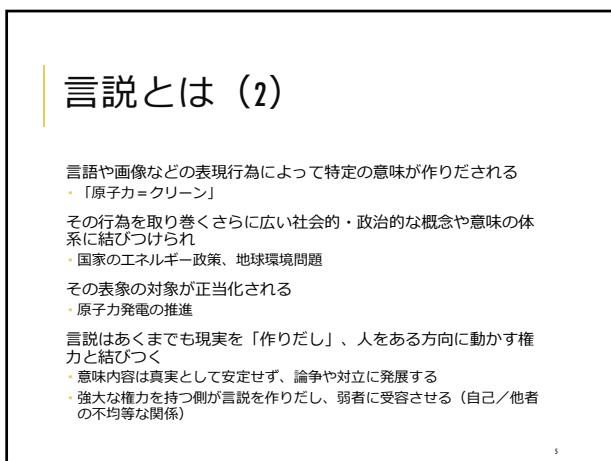 言説とは（2）
言語や画像などの表現行為によって特定の意味が作りだされる
・「原子力＝クリーン」
その行為を取り巻くさらに広い社会的・政治的な概念や意味の体
系に結びつけられ
・国家のエネルギー政策、地球環境問題
その表象の対象が正当化される
・原子力発電の推進
言説はあくまでも現実を「作りだし」、人をある方向に動かす権
力と結びつく
・意味内容は真実として安定せず、論争や対立に発展する
・強大な権力を持つ側が言説を作りだし、弱者に受容させる（自己／他者
の不均等な関係）
5